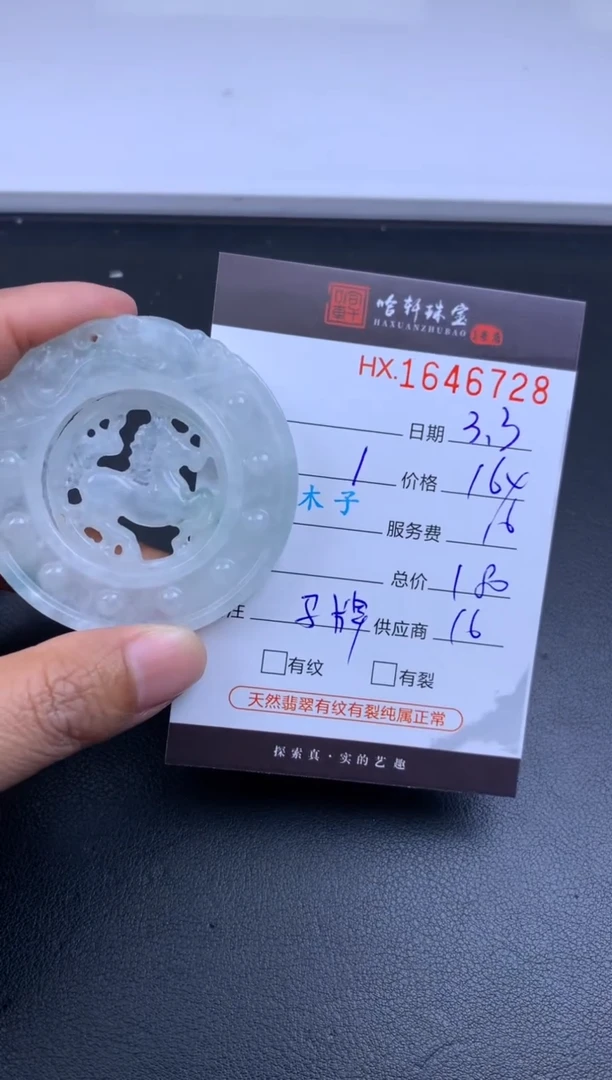 哈轩珠宝
HAXUANZHUBAO
HX.1646728
日期 3.3
1 价格 164
木子
服务费 16
总价 180
注 牌 供应商 16
有纹 有裂
天然翡翠有纹有裂纯属正常
探索真·实的艺趣